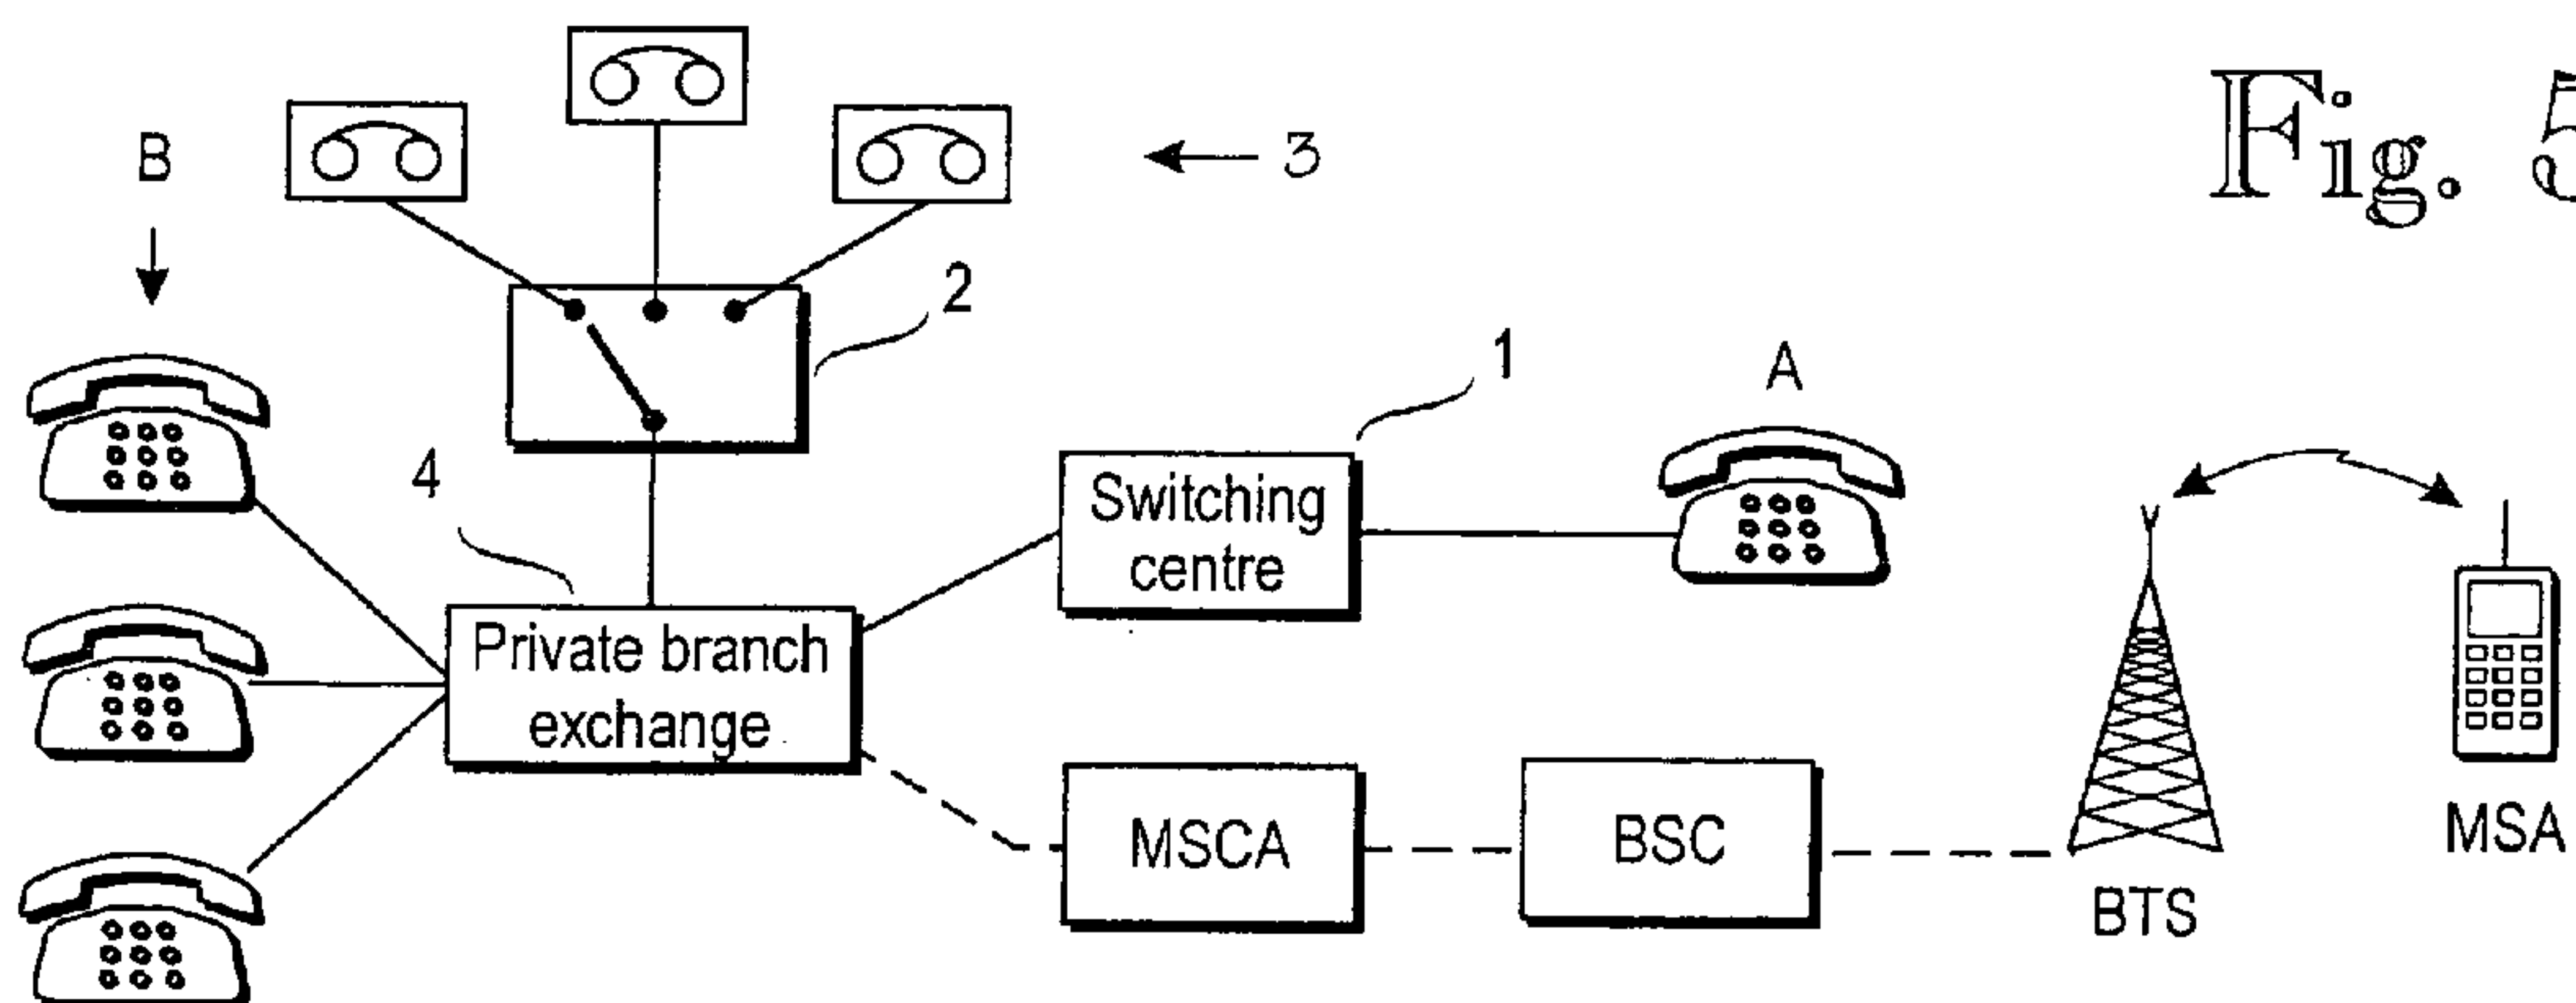 Fig. 5
B
3
2
1
A
4
Switching
centre
Private branch
exchange
MSCA
BSC
BTS
MSA